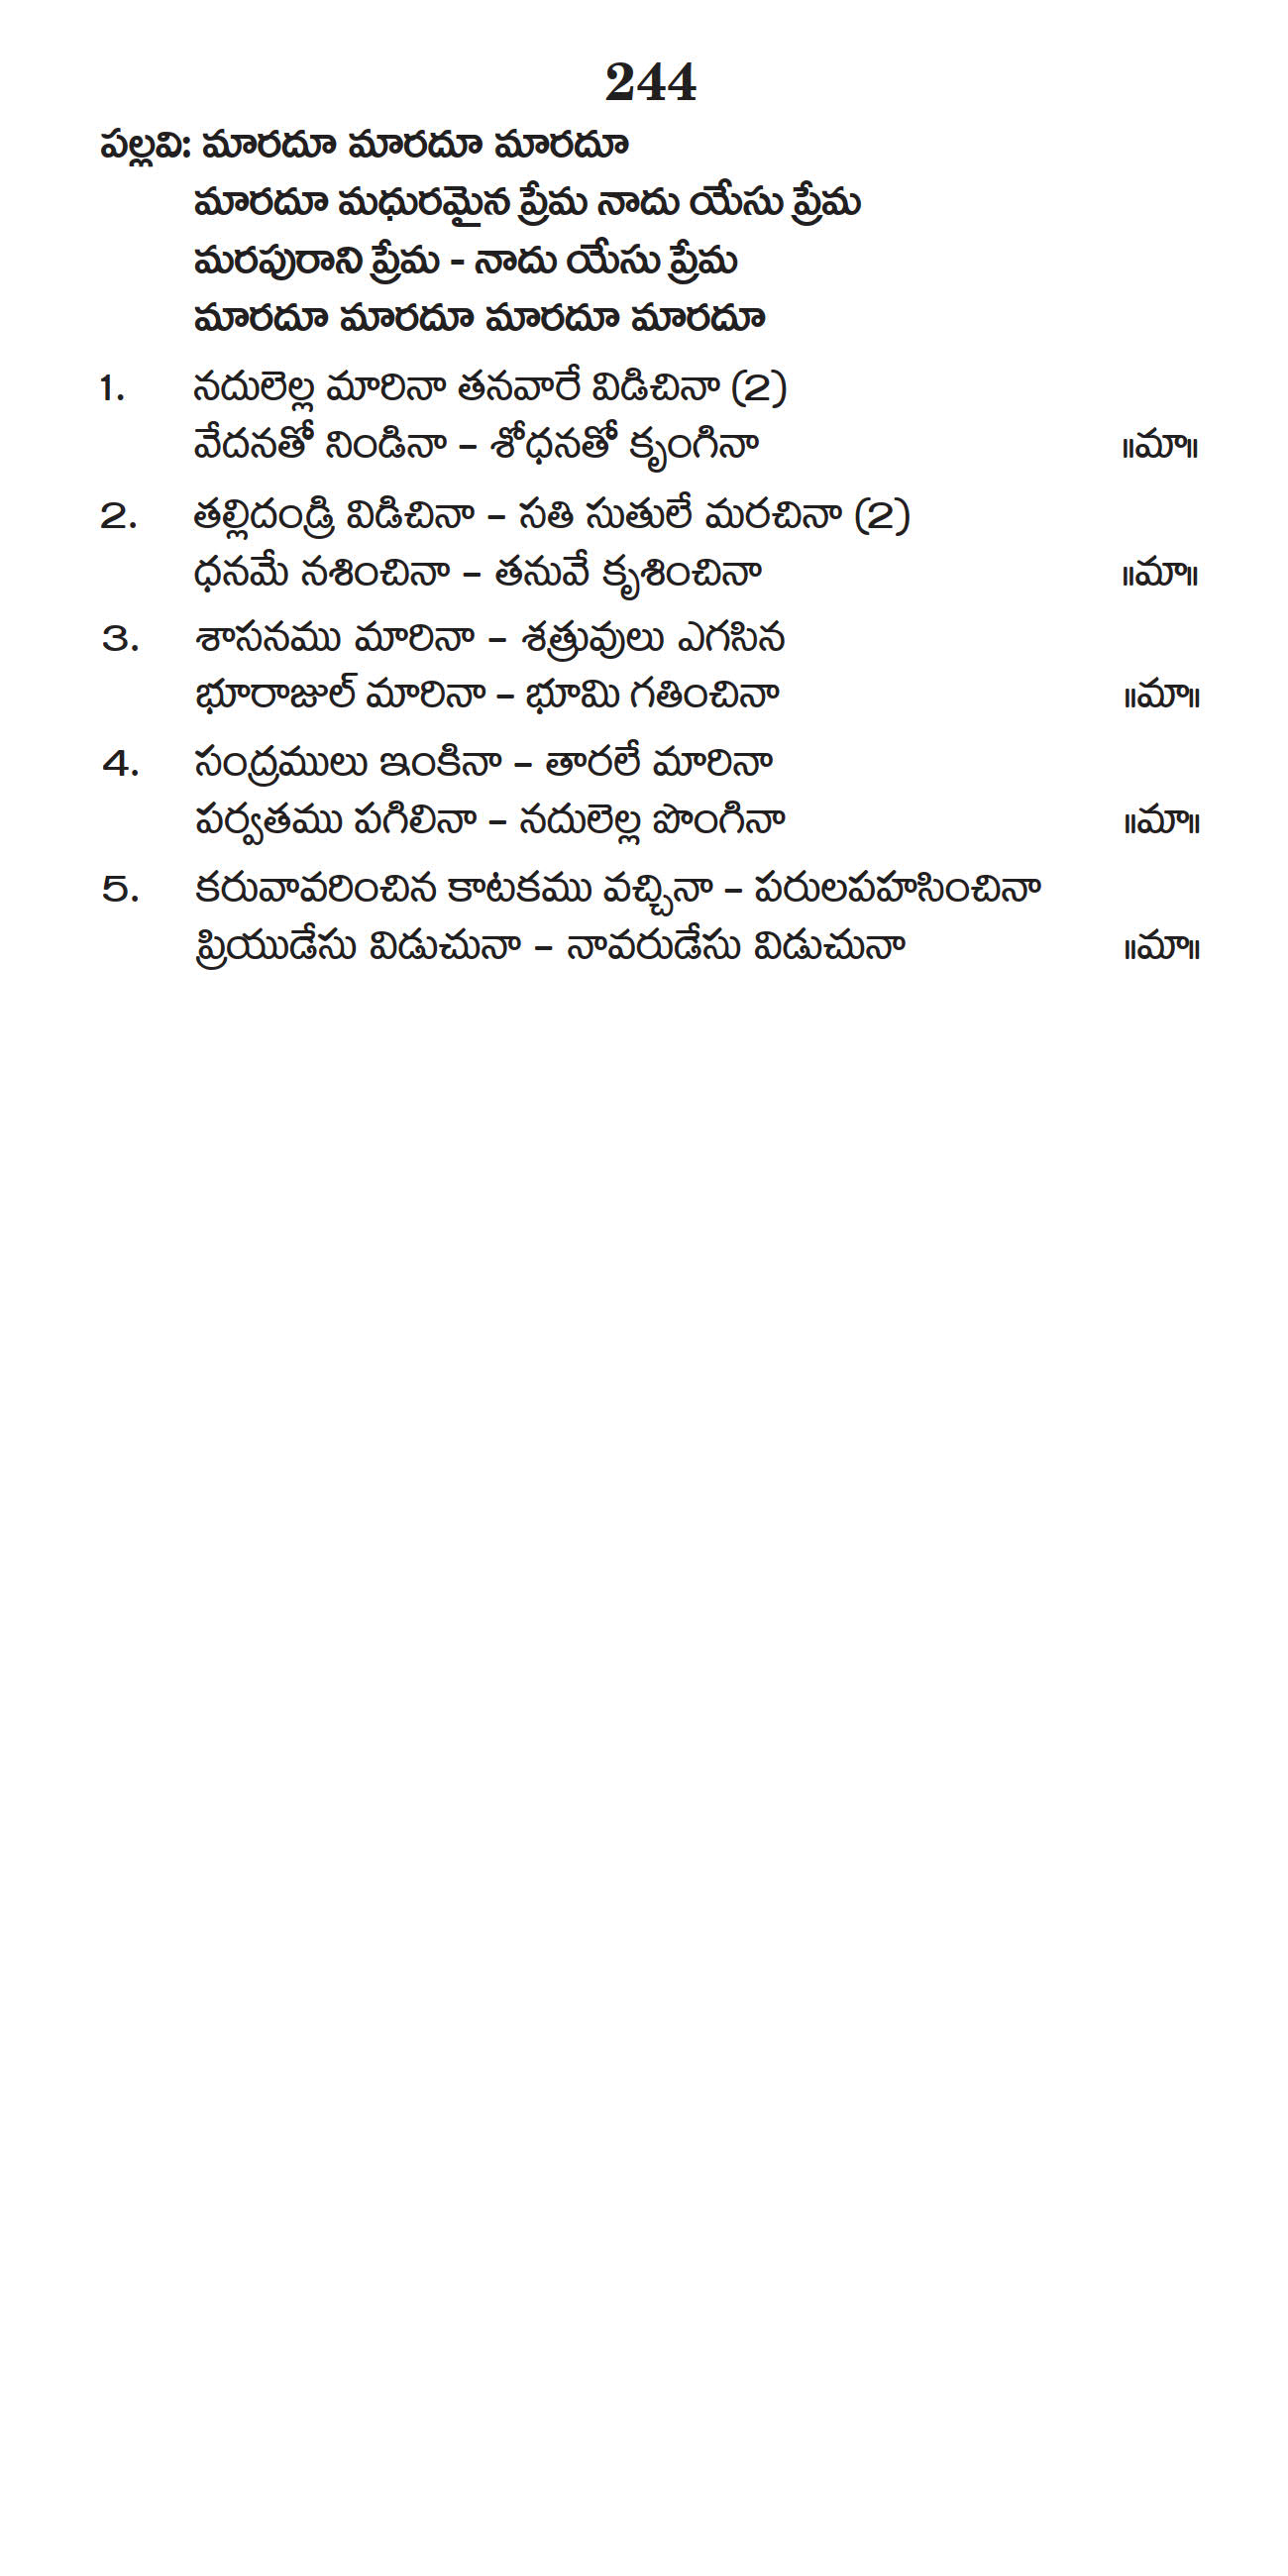 244
పల్లవి: మారదూ మారదూ మారదూ
మారదూ మధురమైన ప్రేమ నాదు యేసు ప్రేమ
మరపురాని ప్రేమ - నాదు యేసు ప్రేమ
మారదూ మారదూ మారదూ మారదూ
1. నదులెల్ల మారినా తనవారే విడిచినా (2)
వేదనతో నిండినా – శోధనతో కృంగినా ॥మా॥
2. తల్లిదండ్రి విడిచినా – సతి సుతులే మరచినా (2)
ధనమే నశించినా – తనువే కృశించినా ॥మా॥
3. శాసనము మారినా – శత్రువులు ఎగసిన
భూరాజుల్ మారినా – భూమి గతించినా ॥మా॥
4. సంద్రములు ఇంకినా – తారలే మారినా
పర్వతము పగిలినా – నదులెల్ల పొంగినా ॥మా॥
5. కరువావరించిన కాటకము వచ్చినా – పరులపహసించినా
ప్రియుడేసు విడుచునా – నావరుడేసు విడుచునా ॥మా॥